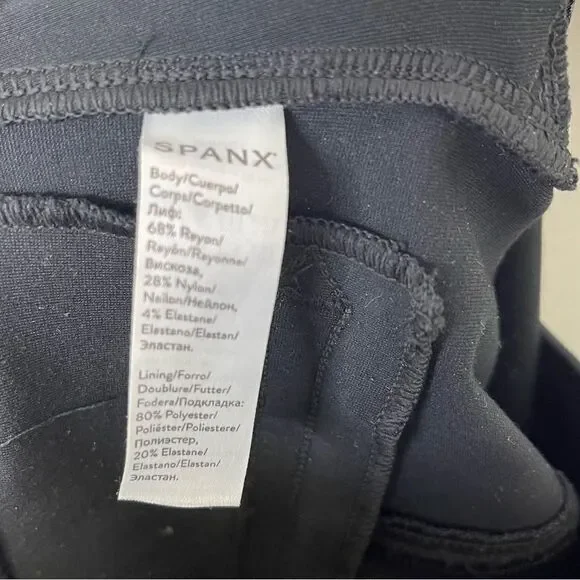 SPANX
Body/Cuerpo/
Corps/Corpetto/
Лиф:
68% Rayon/
Rayón/Rayonne/
Вискоза,
28% Nylon/
Nailon/Нейлон,
4% Elastane/
Elastano/Elastan/
Эластан.
Lining/Forro/
Doublure/Futter/
Fodera/Подкладка:
80% Polyester/
Poliéster/Poliestere/
Полиэстер,
20% Elastane/
Elastano/Elastan/
Эластан.